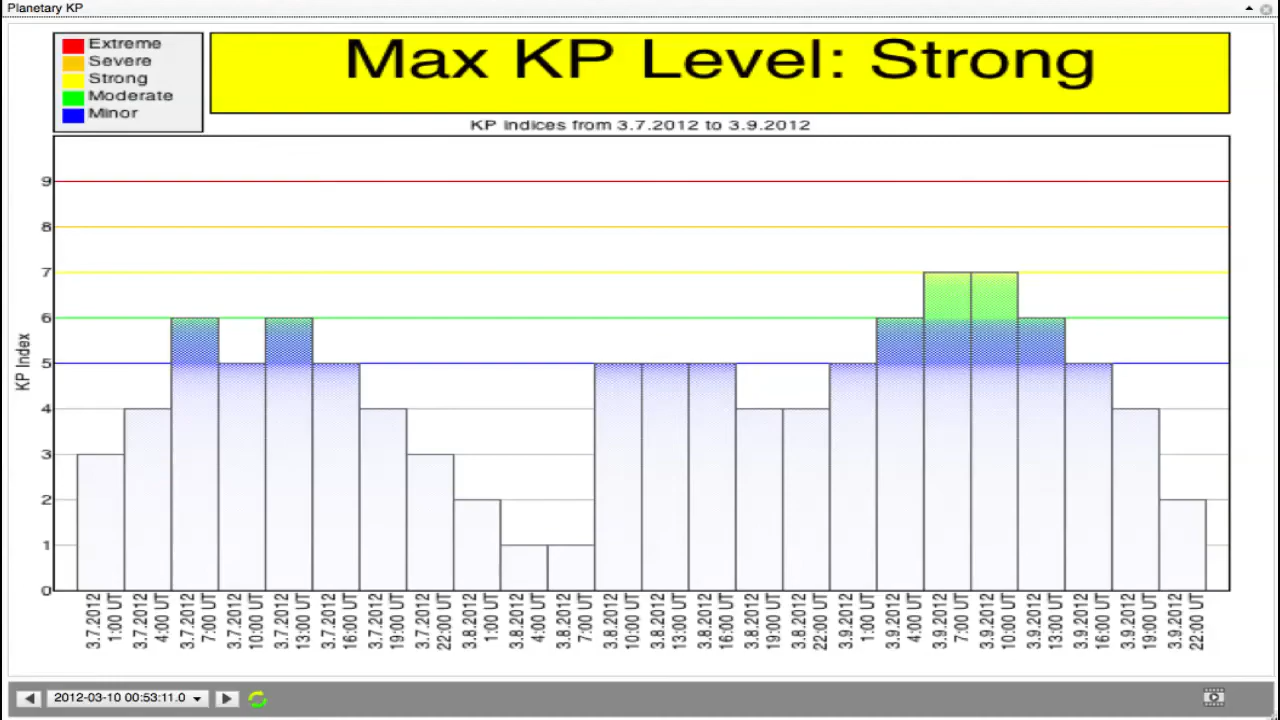 Planetary KP
Extreme
Severe
Strong
Moderate
Minor
Max KP Level: Strong
KP Indices from 3.7.2012 to 3.9.2012
KP Index
9
8
7
6
5
4
3
2
1
0
3.7.2012 1:00 UT
3.7.2012 4:00 UT
3.7.2012 7:00 UT
3.7.2012 10:00 UT
3.7.2012 13:00 UT
3.7.2012 16:00 UT
3.7.2012 19:00 UT
3.7.2012 22:00 UT
3.8.2012 1:00 UT
3.8.2012 4:00 UT
3.8.2012 7:00 UT
3.8.2012 10:00 UT
3.8.2012 13:00 UT
3.8.2012 16:00 UT
3.8.2012 19:00 UT
3.8.2012 22:00 UT
3.9.2012 1:00 UT
3.9.2012 4:00 UT
3.9.2012 7:00 UT
3.9.2012 10:00 UT
3.9.2012 13:00 UT
3.9.2012 16:00 UT
3.9.2012 19:00 UT
3.9.2012 22:00 UT
2012-03-10 00:53:11.0